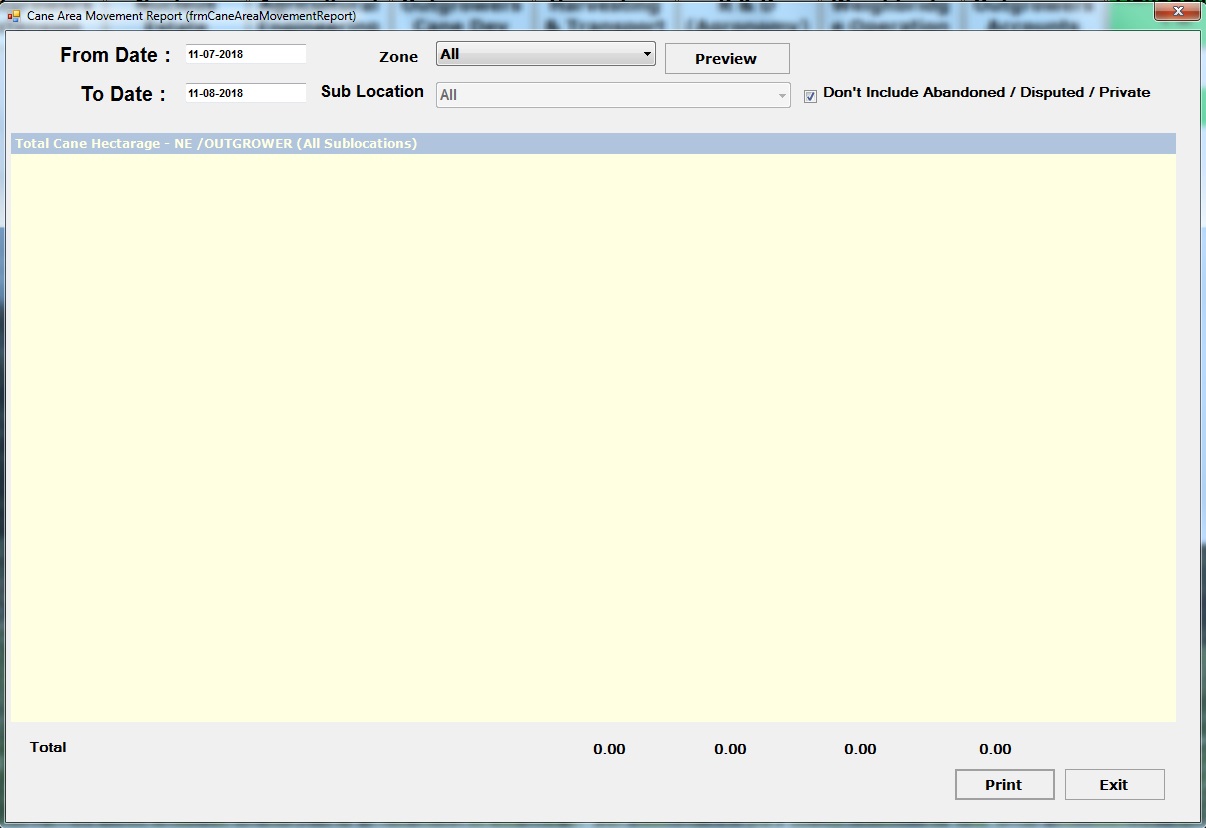 Cane Area Movement Report (frmCaneAreaMovementReport)
From Date :
11-07-2018
Zone
All
Preview
To Date :
11-08-2018
Sub Location
All
Don't Include Abandoned / Disputed / Private
Total Cane Hectarage - NE /OUTGROWER (All Sublocations)
Total
0.00
0.00
0.00
0.00
Print
Exit